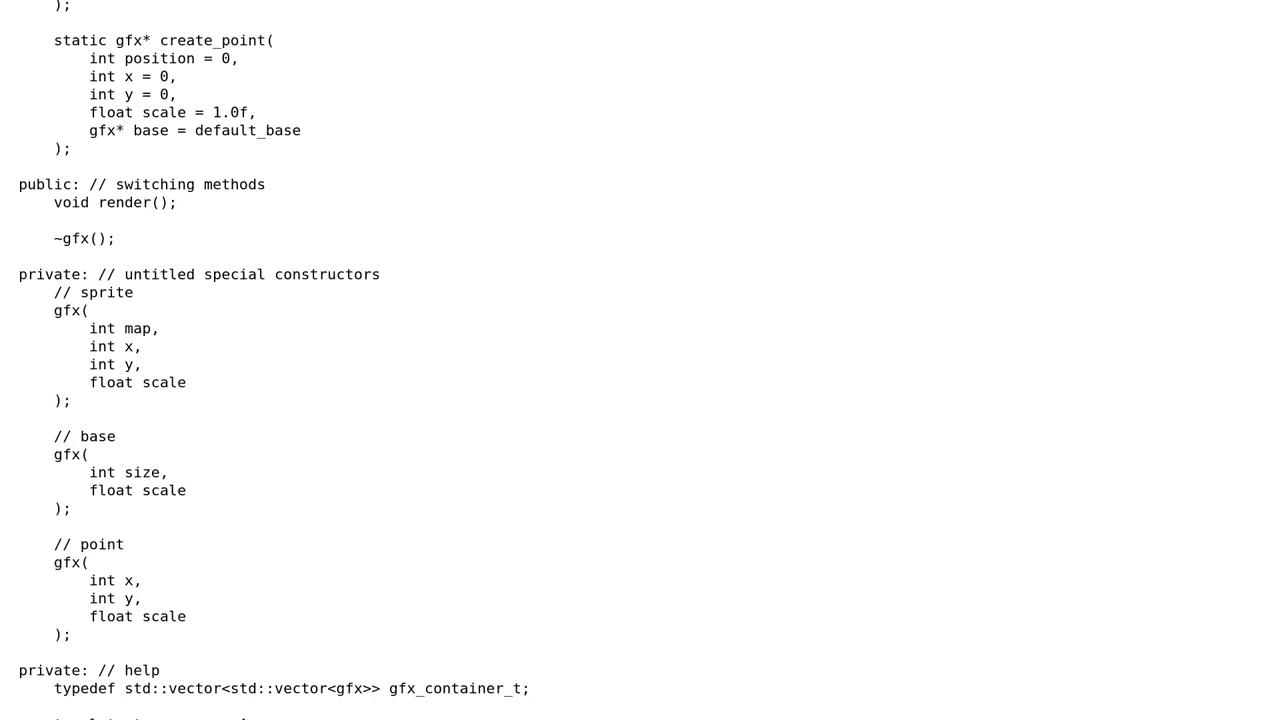 );
static gfx* create_point(
int position = 0,
int x = 0,
int y = 0,
float scale = 1.0f,
gfx* base = default_base
);
public: // switching methods
void render();
~gfx();
private: // untitled special constructors
// sprite
gfx(
int map,
int x,
int y,
float scale
);
// base
gfx(
int size,
float scale
);
// point
gfx(
int x,
int y,
float scale
);
private: // help
typedef std::vector<std::vector<gfx>> gfx_container_t;